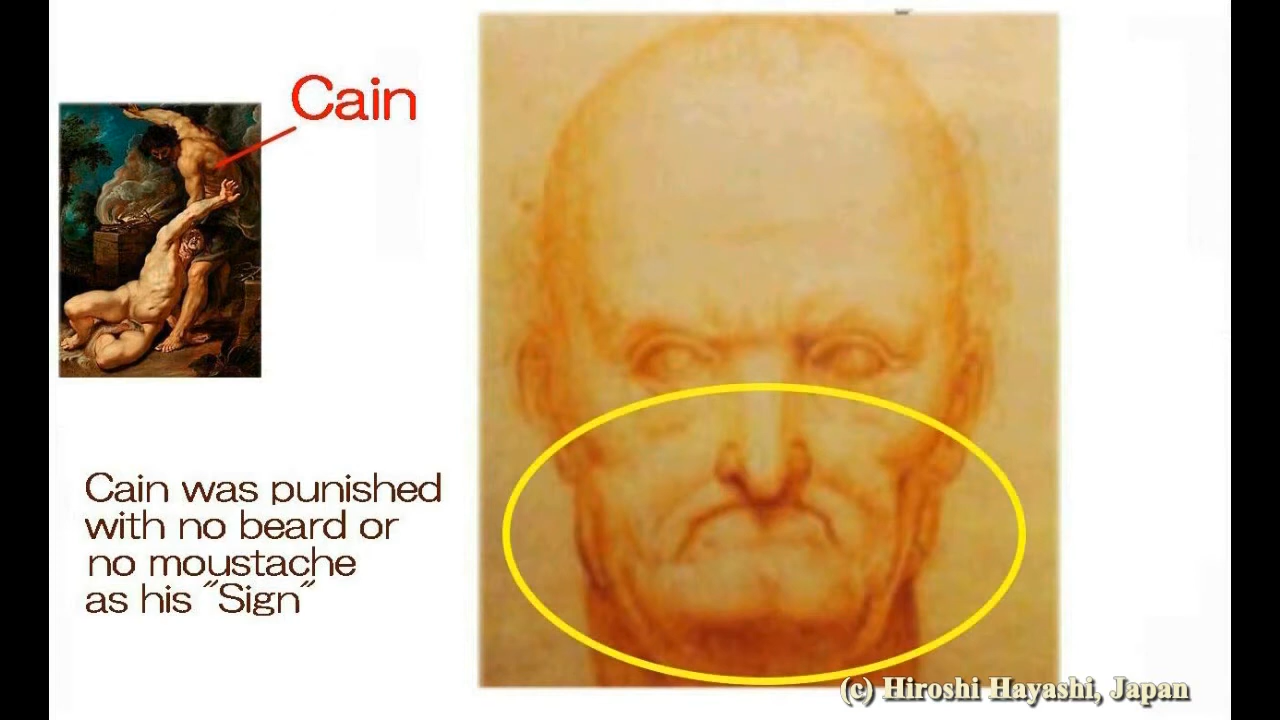 Cain
Cain was punished
with no beard or
no moustache
as his "Sign"
(c) Hiroshi Hayashi, Japan